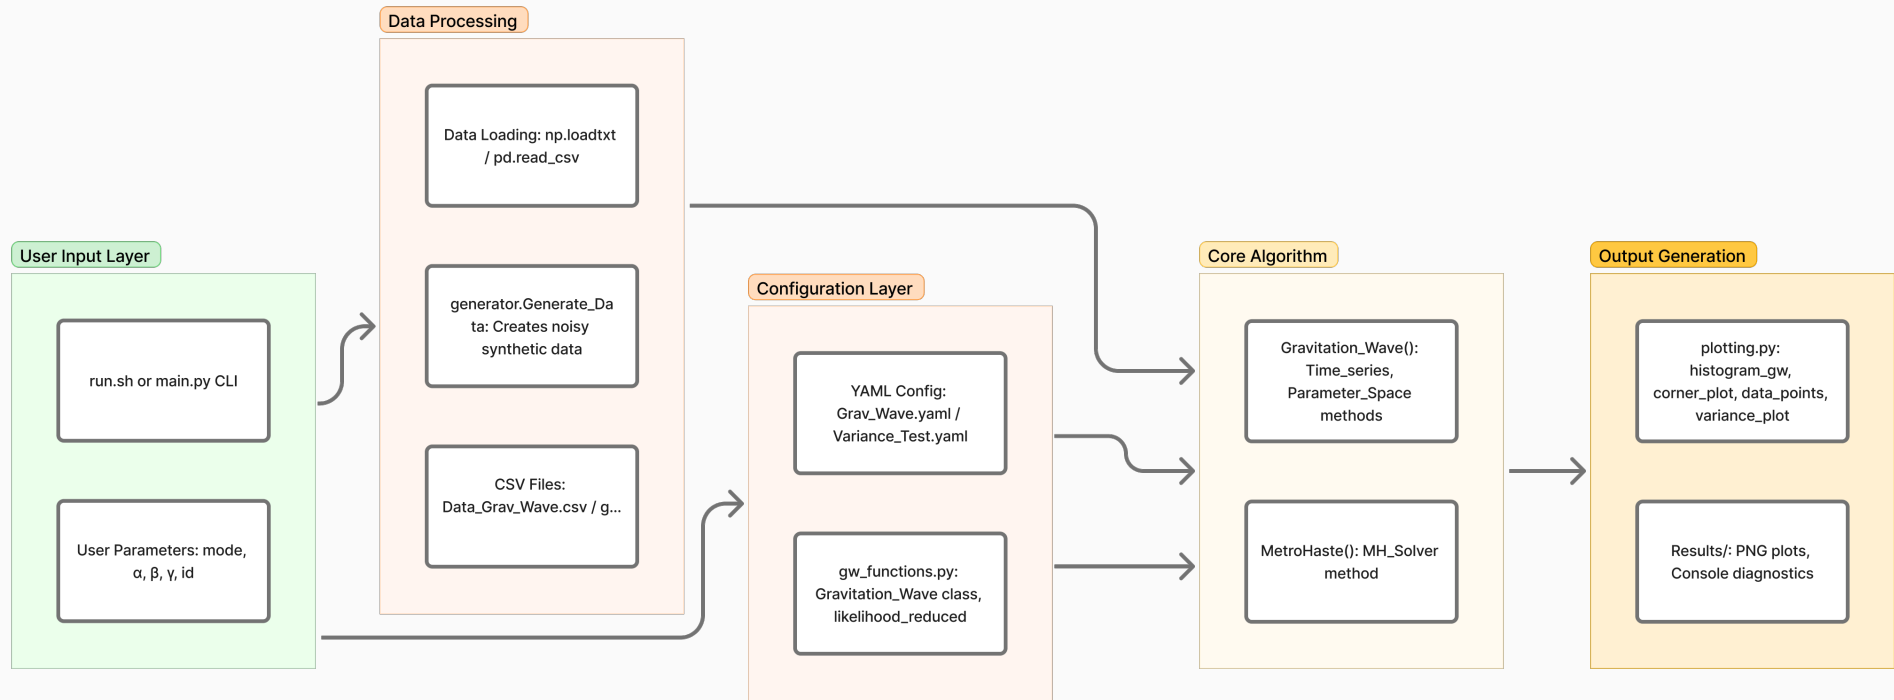 Data Processing
Data Loading: np.loadtxt
/ pd.read_csv
generator.Generate_Da
ta: Creates noisy
synthetic data
CSV Files:
Data_Grav_Wave.csv / g...
User Input Layer
run.sh or main.py CLI
User Parameters: mode,
α, β, γ, id
Configuration Layer
YAML Config:
Grav_Wave.yaml /
Variance_Test.yaml
gw_functions.py:
Gravitation_Wave class,
likelihood_reduced
Core Algorithm
Gravitation_Wave():
Time_series,
Parameter_Space
methods
MetroHaste(): MH_Solver
method
Output Generation
plotting.py:
histogram_gw,
corner_plot, data_points,
variance_plot
Results/: PNG plots,
Console diagnostics